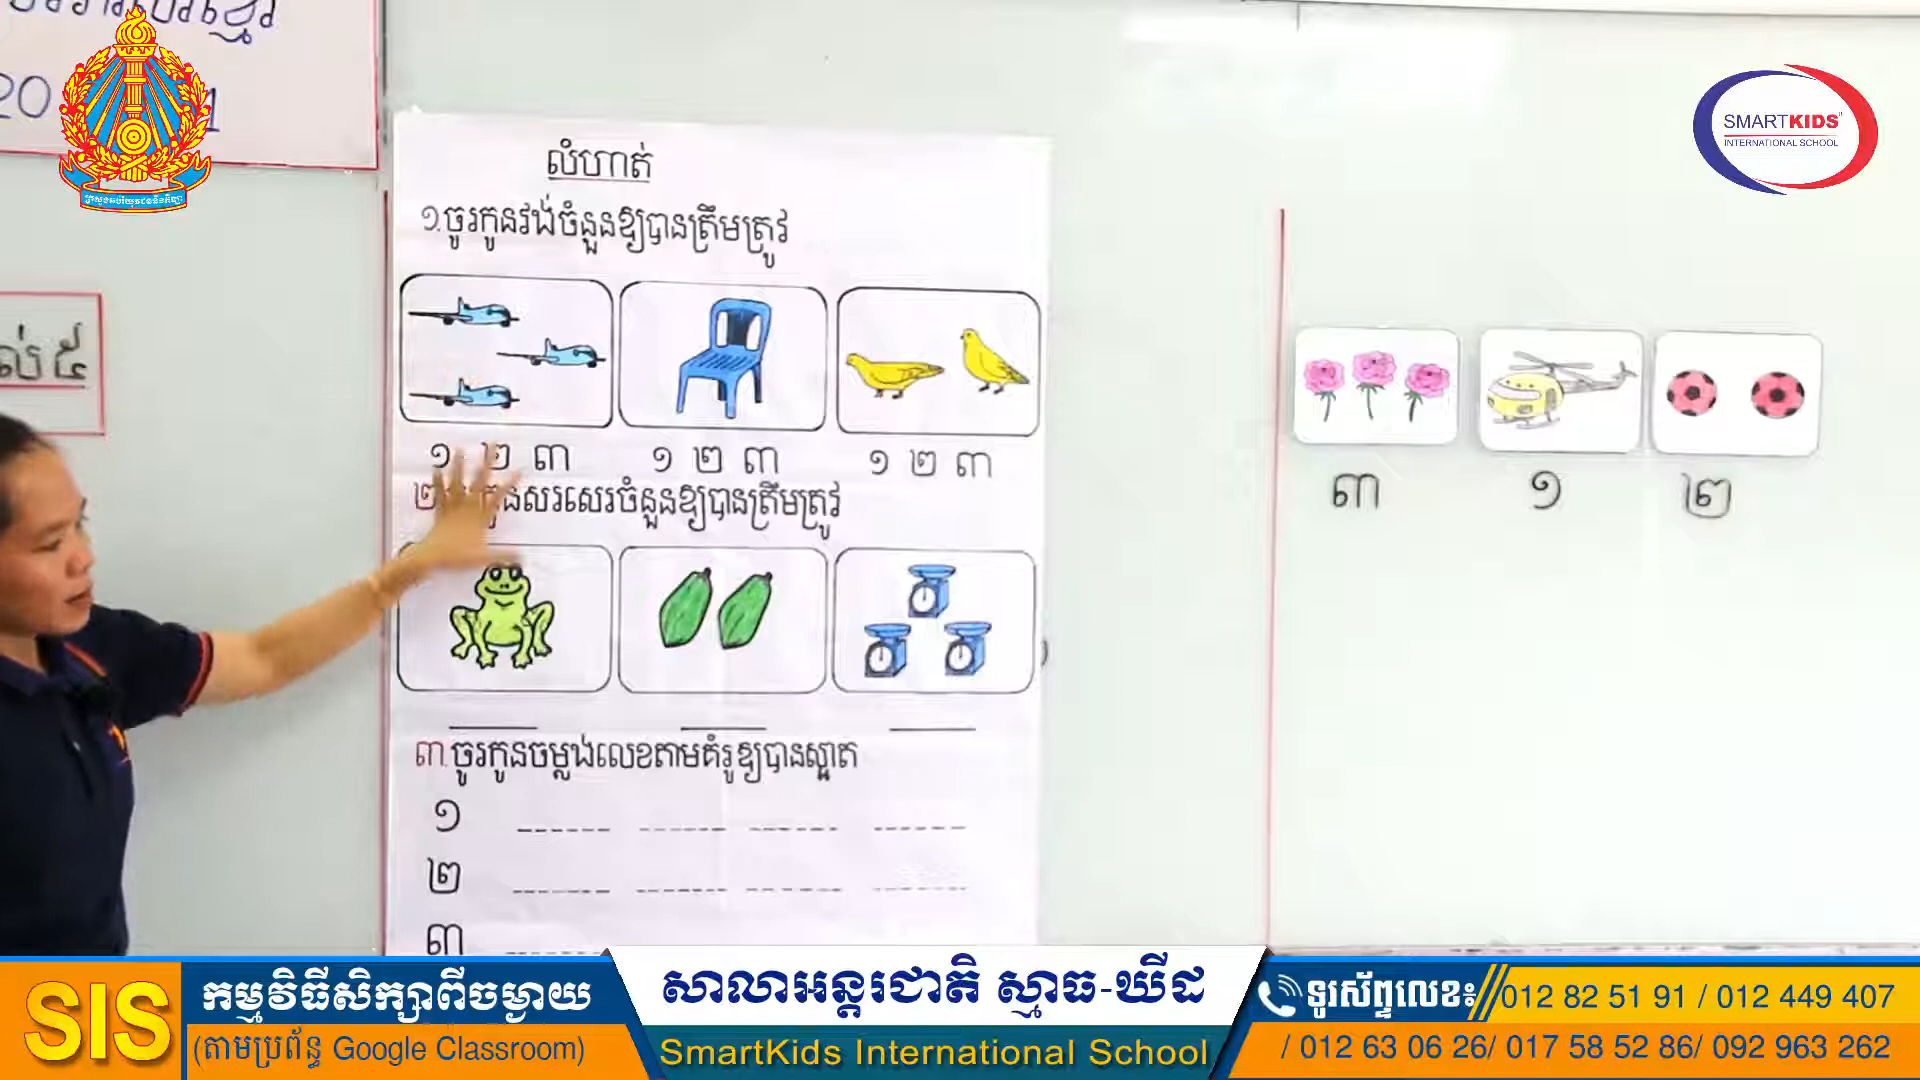 20
ល់៥
SMARTKIDS
INTERNATIONAL SCHOOL
លំហាត់
១.ចូរកូនវង់ចំនួនឱ្យបានត្រឹមត្រូវ
១ ២ ៣ ១ ២ ៣ ១ ២ ៣
កូនសរសេរចំនួនឱ្យបានត្រឹមត្រូវ
៣.ចូរកូនចម្លងលេខតាមគំរូឱ្យបានស្អាត
១
២
៣
៣ ១ ២
SIS
កម្មវិធីសិក្សាពីចម្ងាយ
(តាមប្រព័ន្ធ Google Classroom)
សាលាអន្តរជាតិ ស្មាធ-ឃីដ
SmartKids International School
ទូរស័ព្ទលេខ៖ 012 82 51 91 / 012 449 407
/ 012 63 06 26/ 017 58 52 86/ 092 963 262